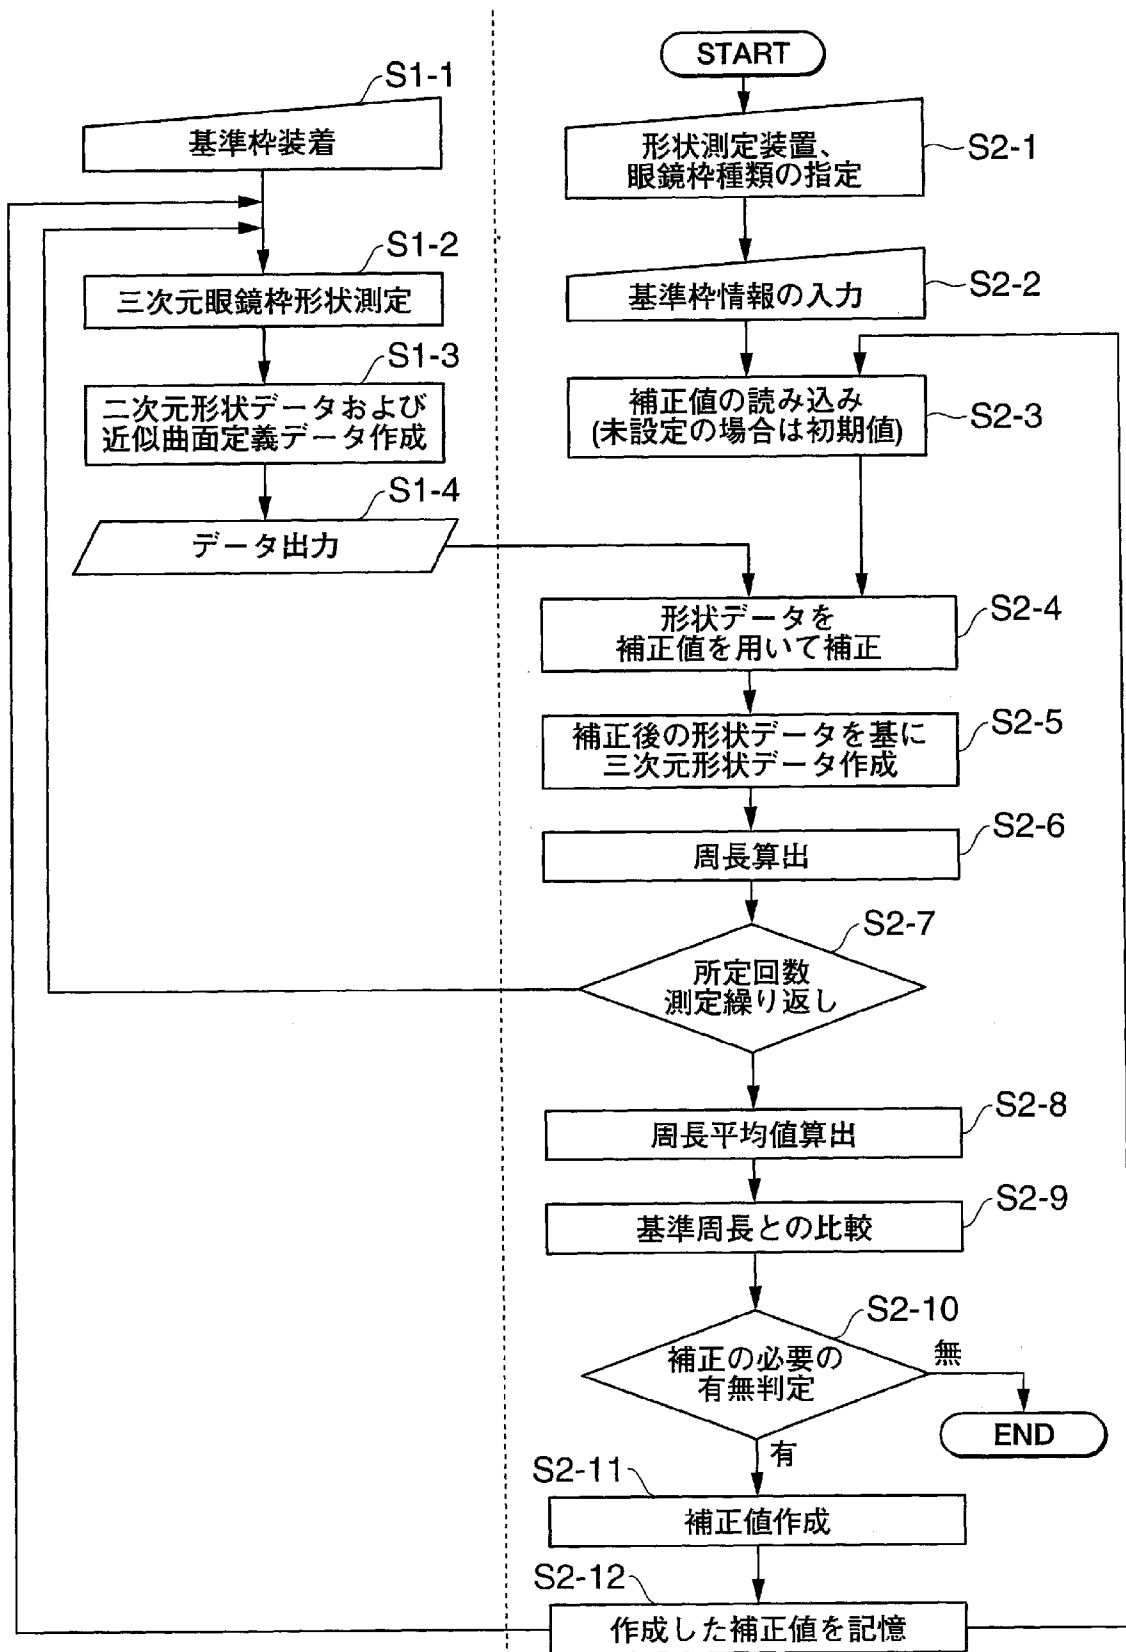 S1-1
基準枠装着
S1-2
三次元眼鏡枠形状測定
S1-3
二次元形状データおよび
近似曲面定義データ作成
S1-4
データ出力
START
形状測定装置、
眼鏡枠種類の指定
S2-1
基準枠情報の入力
S2-2
補正値の読み込み
(未設定の場合は初期値)
S2-3
形状データを
補正値を用いて補正
S2-4
補正後の形状データを基に
三次元形状データ作成
S2-5
周長算出
S2-6
S2-7
所定回数
測定繰り返し
周長平均値算出
S2-8
基準周長との比較
S2-9
S2-10
補正の必要の
有無判定
無
END
有
S2-11
補正値作成
S2-12
作成した補正値を記憶